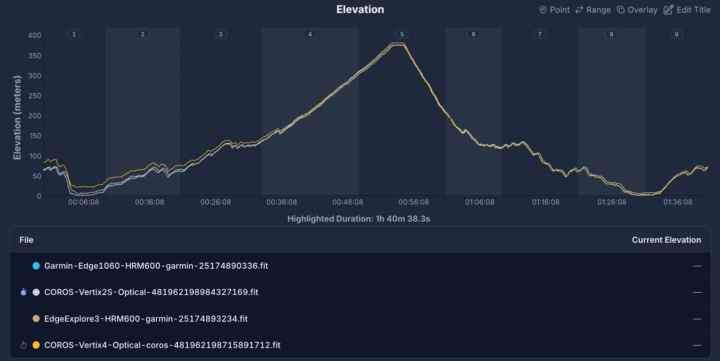 Elevation
Point Range Overlay Edit Title
1 2 3 4 5 6 7 8 9
400
350
300
250
200
150
100
50
0
Elevation (meters)
00:06:08 00:16:08 00:26:08 00:36:08 00:46:08 00:56:08 01:06:08 01:16:08 01:26:08 01:36:08
Highlighted Duration: 1h 40m 38.3s
File Current Elevation
Garmin-Edge1060-HRM600-garmin-25174890336.fit —
COROS-Vertix2S-Optical-481962198984327169.fit —
EdgeExplore3-HRM600-garmin-25174893234.fit —
COROS-Vertix4-Optical-coros-481962198715891712.fit —